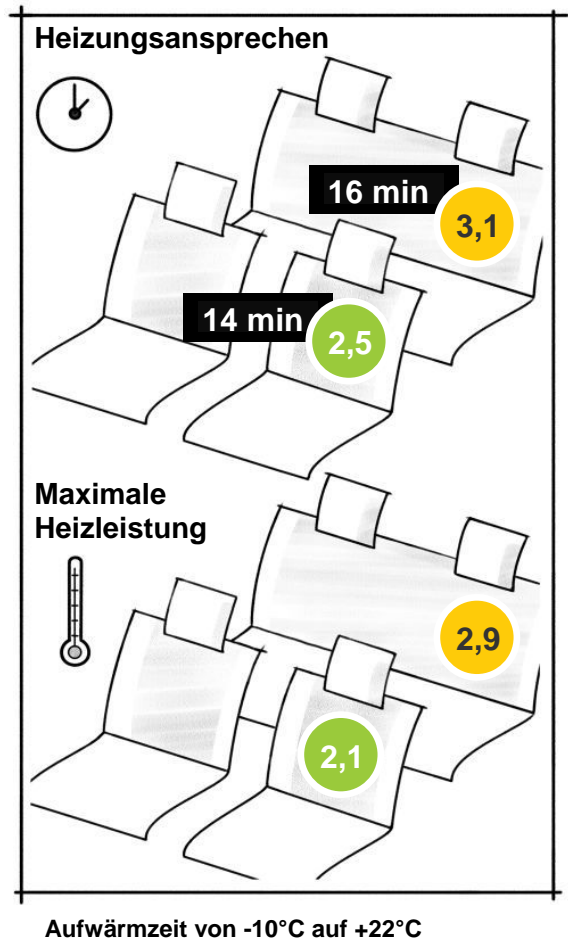 Heizungsansprechen
16 min
3,1
14 min
2,5
Maximale
Heizleistung
2,9
2,1
Aufwärmzeit von -10°C auf +22°C